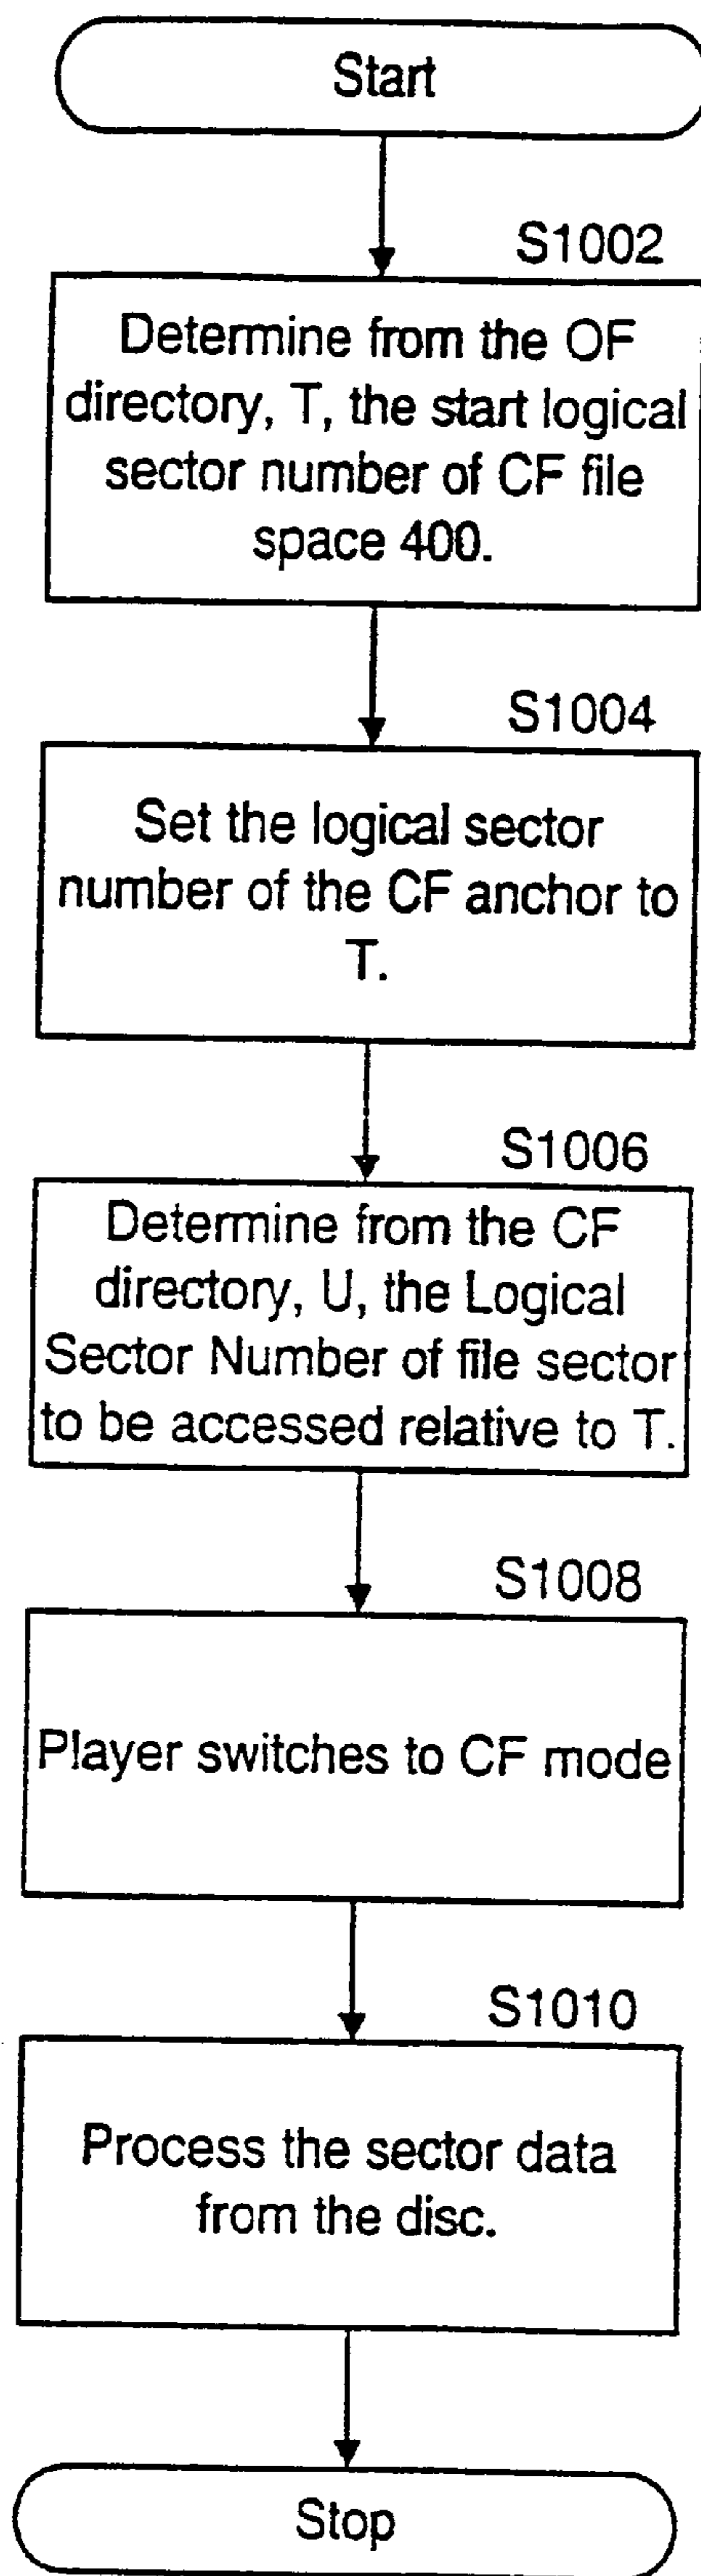 Start
S1002
Determine from the OF
directory, T, the start logical
sector number of CF file
space 400.
S1004
Set the logical sector
number of the CF anchor to
T.
S1006
Determine from the CF
directory, U, the Logical
Sector Number of file sector
to be accessed relative to T.
S1008
Player switches to CF mode
S1010
Process the sector data
from the disc.
Stop